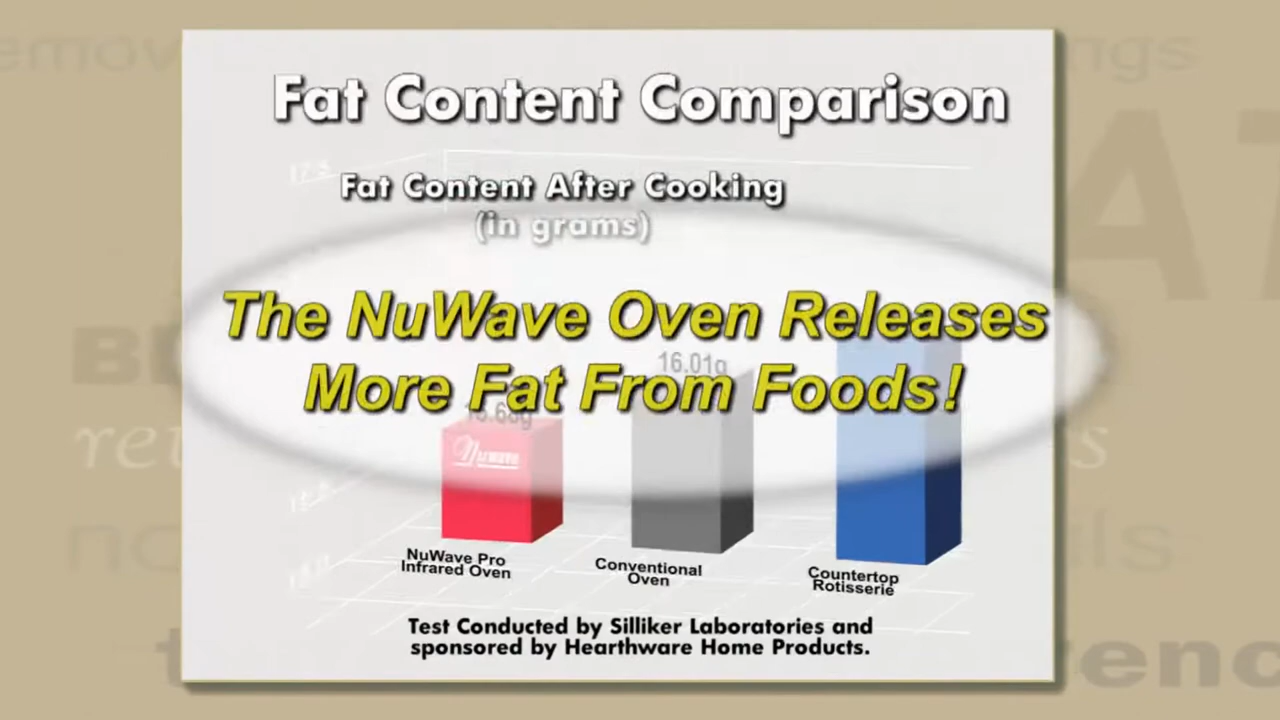 Fat Content Comparison
Fat Content After Cooking
(in grams)
The NuWave Oven Releases
More Fat From Foods!
16.01g
NuWave
NuWave Pro
Infrared Oven
Conventional
Oven
Countertop
Rotisserie
Test Conducted by Silliker Laboratories and
sponsored by Hearthware Home Products.